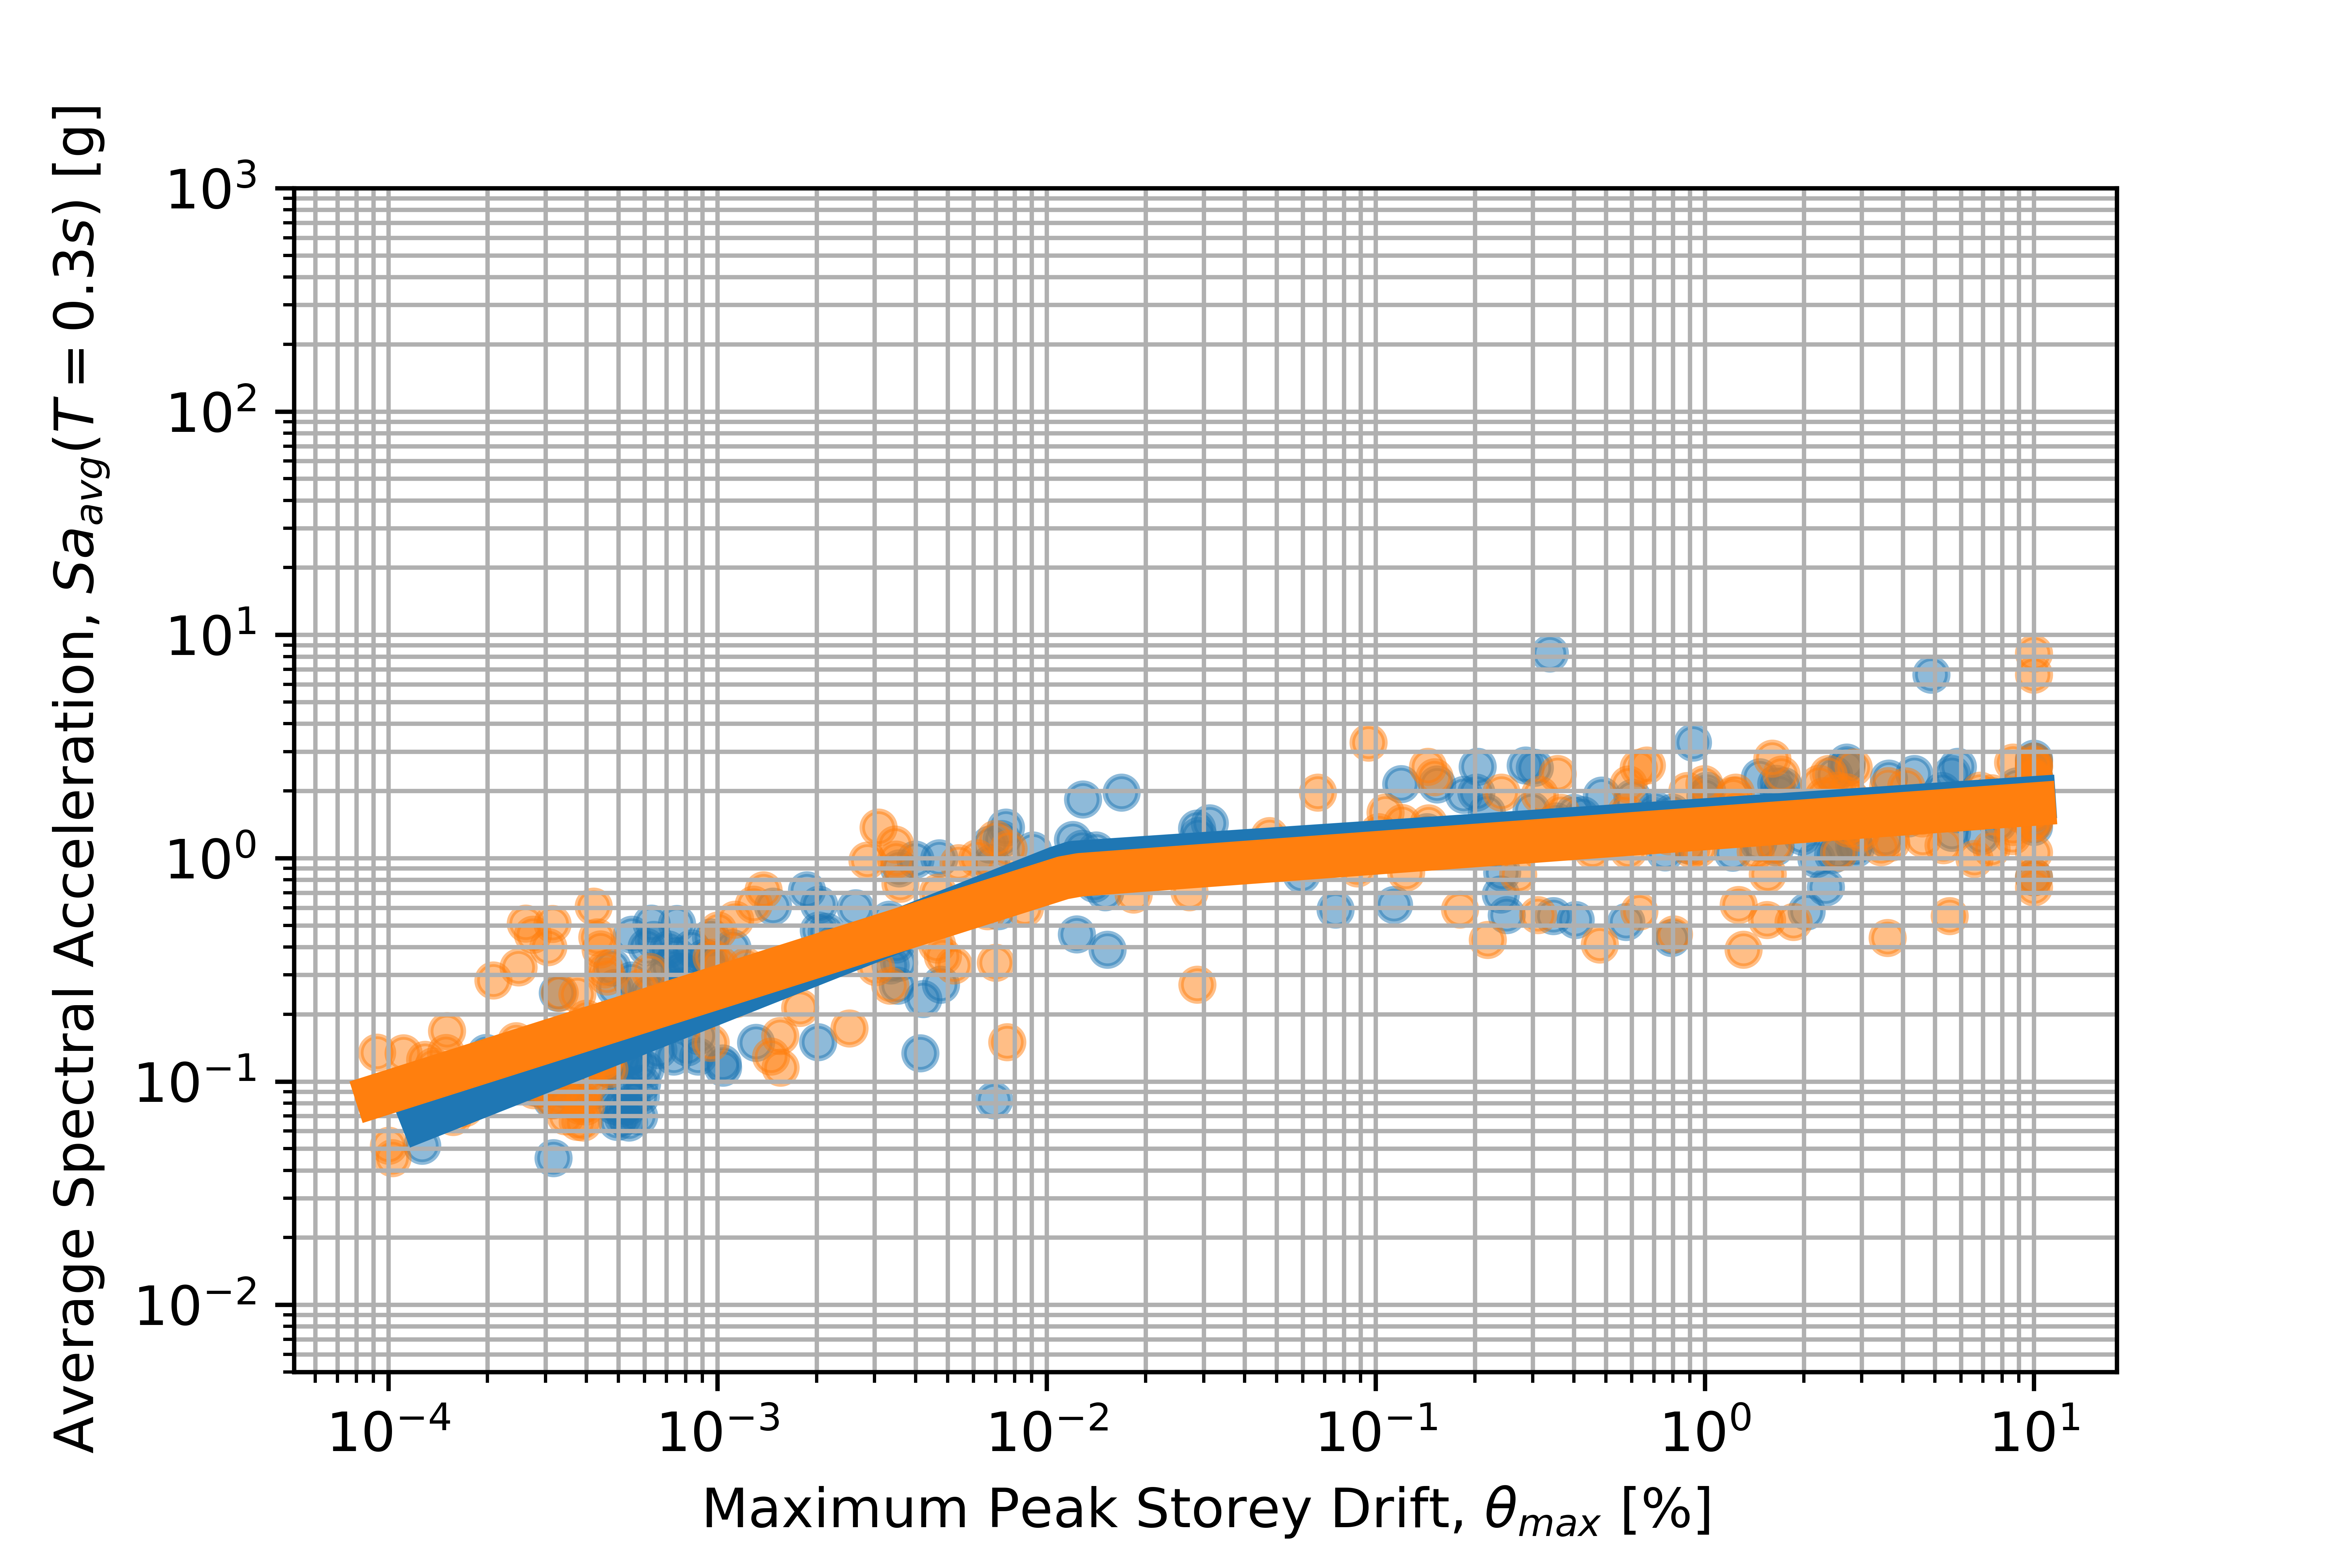 Average Spectral Acceleration, Sa_avg(T = 0.3s) [g]
10^3
10^2
10^1
10^0
10^−1
10^−2
10^−4 10^−3 10^−2 10^−1 10^0 10^1
Maximum Peak Storey Drift, θ_max [%]